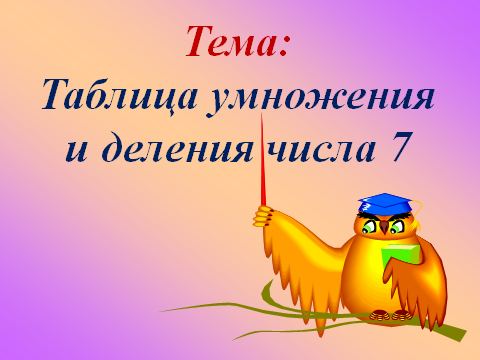 Тема:
Таблица умножения
и деления числа 7